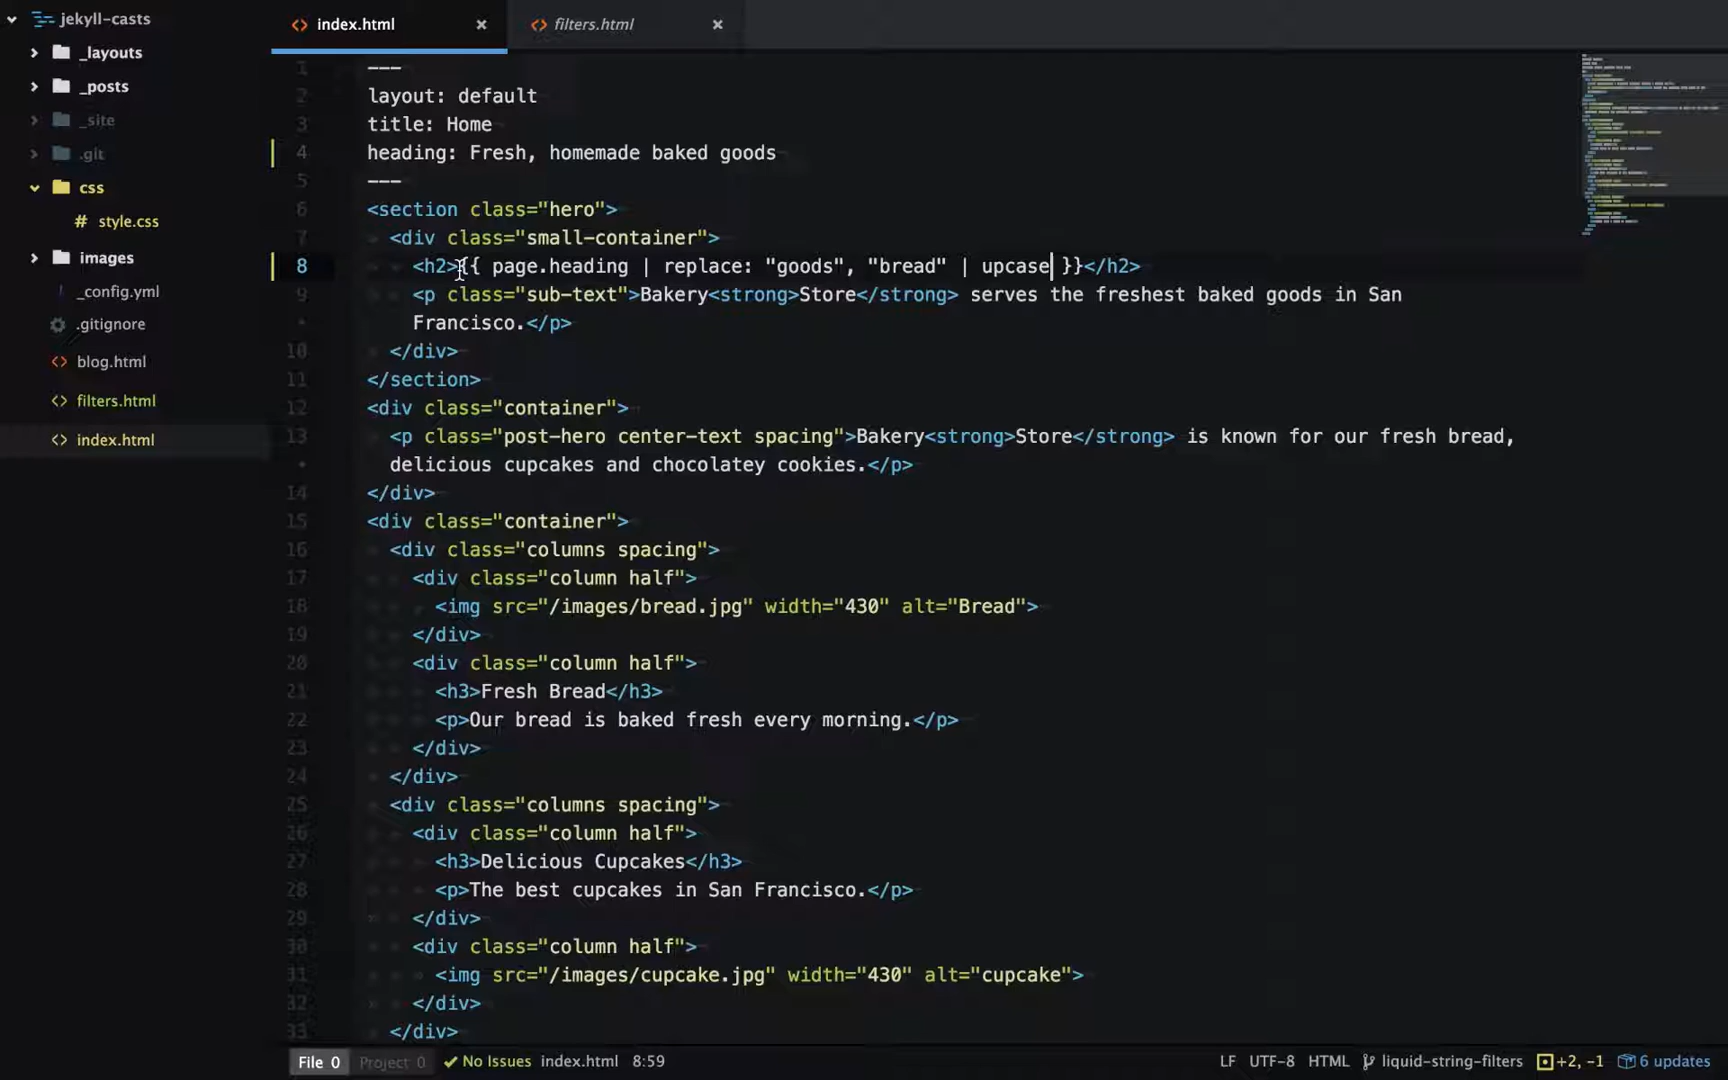 jekyll-casts
_layouts
_posts
_site
.git
css
# style.css
images
_config.yml
.gitignore
blog.html
filters.html
index.html
index.html
filters.html
1 ---
2 layout: default
3 title: Home
4 heading: Fresh, homemade baked goods
5 ---
6 <section class="hero">
7 <div class="small-container">
8 <h2>{{ page.heading | replace: "goods", "bread" | upcase }}</h2>
9 <p class="sub-text">Bakery<strong>Store</strong> serves the freshest baked goods in San
Francisco.</p>
10 </div>
11 </section>
12 <div class="container">
13 <p class="post-hero center-text spacing">Bakery<strong>Store</strong> is known for our fresh bread,
delicious cupcakes and chocolatey cookies.</p>
14 </div>
15 <div class="container">
16 <div class="columns spacing">
17 <div class="column half">
18 <img src="/images/bread.jpg" width="430" alt="Bread">
19 </div>
20 <div class="column half">
21 <h3>Fresh Bread</h3>
22 <p>Our bread is baked fresh every morning.</p>
23 </div>
24 </div>
25 <div class="columns spacing">
26 <div class="column half">
27 <h3>Delicious Cupcakes</h3>
28 <p>The best cupcakes in San Francisco.</p>
29 </div>
30 <div class="column half">
31 <img src="/images/cupcake.jpg" width="430" alt="cupcake">
32 </div>
33 </div>
File 0 Project 0 No Issues index.html 8:59 LF UTF-8 HTML liquid-string-filters +2, -1 6 updates